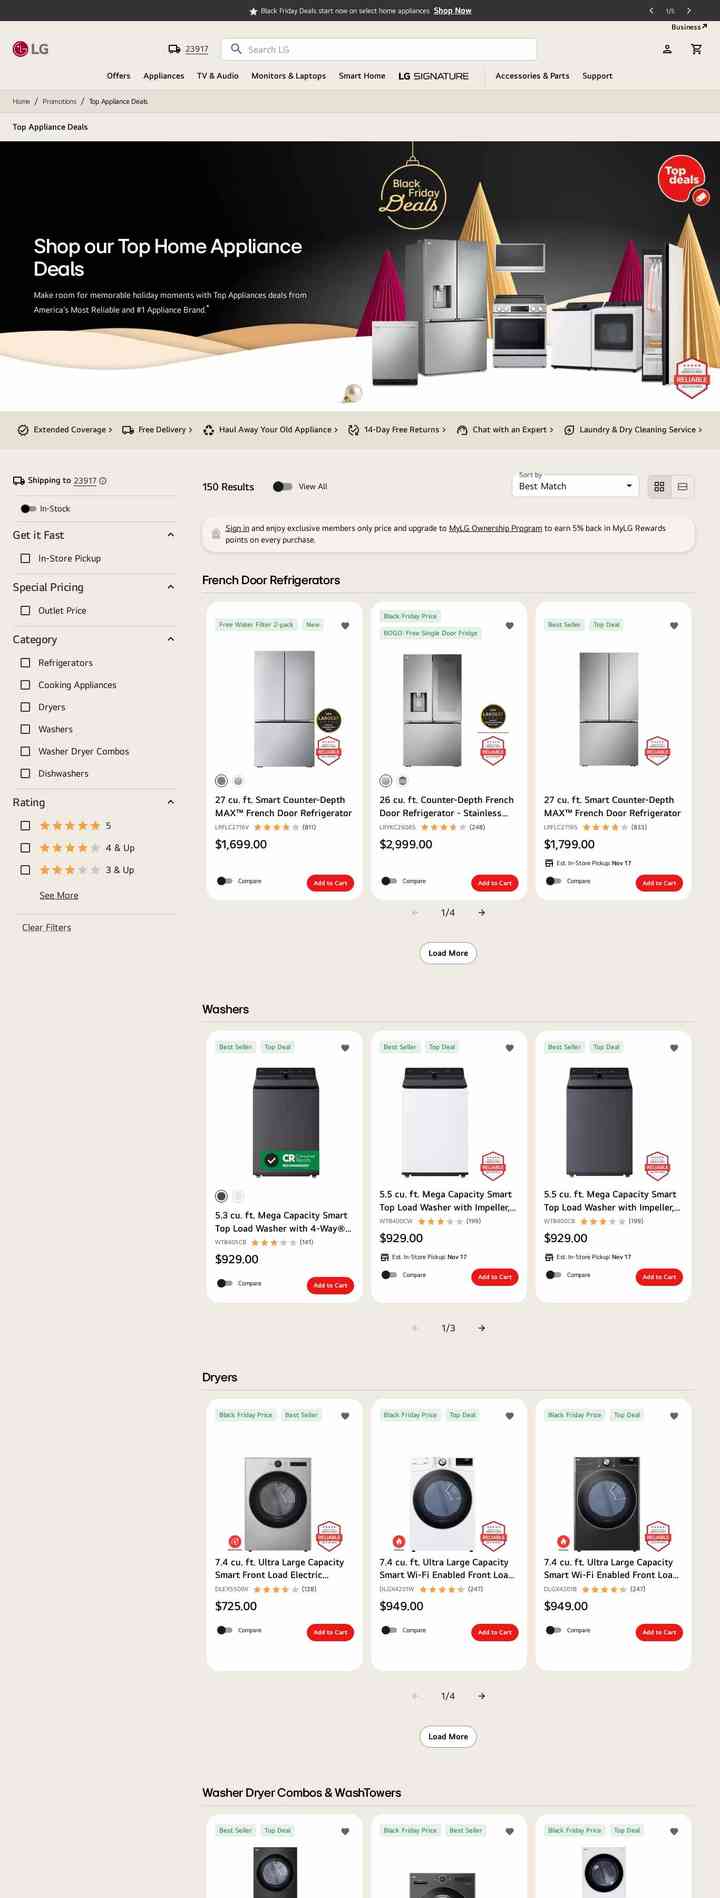 Black Friday Deals start now on select home appliances Shop Now
1/5
Business
LG
23917
Search LG
Offers Appliances TV & Audio Monitors & Laptops Smart Home LG SIGNATURE Accessories & Parts Support
Home / Promotions / Top Appliance Deals
Top Appliance Deals
Black Friday Deals
Top deals
Shop our Top Home Appliance
Deals
Make room for memorable holiday moments with Top Appliances deals from
America's Most Reliable and #1 Appliance Brand.*
RELIABLE
Extended Coverage > Free Delivery > Haul Away Your Old Appliance > 14-Day Free Returns > Chat with an Expert > Laundry & Dry Cleaning Service >
Shipping to 23917
In-Stock
Get it Fast
In-Store Pickup
Special Pricing
Outlet Price
Category
Refrigerators
Cooking Appliances
Dryers
Washers
Washer Dryer Combos
Dishwashers
Rating
5
4 & Up
3 & Up
See More
Clear Filters
150 Results
View All
Sort by
Best Match
Sign in and enjoy exclusive members only price and upgrade to MyLG Ownership Program to earn 5% back in MyLG Rewards
points on every purchase.
French Door Refrigerators
Free Water Filter 2-pack New
LARGEST
RELIABLE
27 cu. ft. Smart Counter-Depth
MAX™ French Door Refrigerator
LRFLC2716V (811)
$1,699.00
Compare
Add to Cart
Black Friday Price
BOGO: Free Single Door Fridge
LARGEST
RELIABLE
26 cu. ft. Counter-Depth French
Door Refrigerator - Stainless...
(248)
$2,999.00
Compare
Add to Cart
Best Seller Top Deal
RELIABLE
27 cu. ft. Smart Counter-Depth
MAX™ French Door Refrigerator
(833)
$1,799.00
Est. In-Store Pickup: Nov 17
Compare
Add to Cart
1/4
Load More
Washers
Best Seller Top Deal
CR Consumer Reports
RECOMMENDED
5.3 cu. ft. Mega Capacity Smart
Top Load Washer with 4-Way®...
WT8405CB (141)
$929.00
Compare
Add to Cart
Best Seller Top Deal
RELIABLE
5.5 cu. ft. Mega Capacity Smart
Top Load Washer with Impeller,...
WT8400CW (199)
$929.00
Est. In-Store Pickup: Nov 17
Compare
Add to Cart
Best Seller Top Deal
RELIABLE
5.5 cu. ft. Mega Capacity Smart
Top Load Washer with Impeller,...
WT8400CB (199)
$929.00
Est. In-Store Pickup: Nov 17
Compare
Add to Cart
1/3
Dryers
Black Friday Price Best Seller
RELIABLE
7.4 cu. ft. Ultra Large Capacity
Smart Front Load Electric...
DLEX5500V (128)
$725.00
Compare
Add to Cart
Black Friday Price Top Deal
RELIABLE
7.4 cu. ft. Ultra Large Capacity
Smart Wi-Fi Enabled Front Loa...
DLGX4201W (247)
$949.00
Compare
Add to Cart
Black Friday Price Top Deal
RELIABLE
7.4 cu. ft. Ultra Large Capacity
Smart Wi-Fi Enabled Front Loa...
DLGX4201B (247)
$949.00
Compare
Add to Cart
1/4
Load More
Washer Dryer Combos & WashTowers
Best Seller Top Deal
Black Friday Price Best Seller
Black Friday Price Top Deal